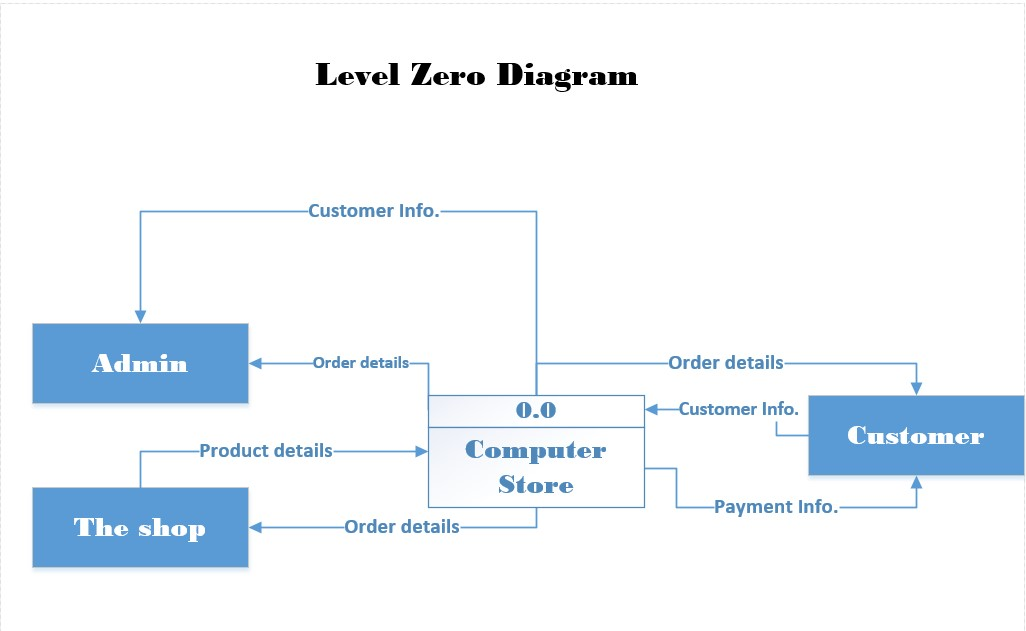 Level Zero Diagram
Customer Info.
Admin
Order details
Order details
0.0
Customer Info.
Customer
Product details
Computer
Store
Payment Info.
The shop
Order details